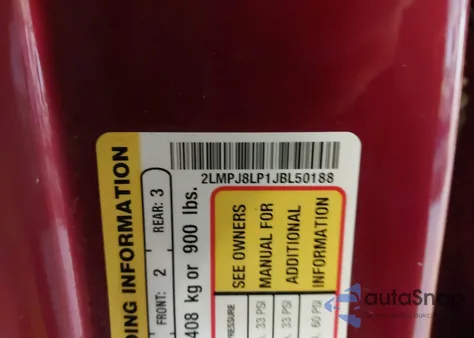 2LMPJ8LP1JBL50188
DING INFORMATION
FRONT: 2 REAR: 3
408 kg or 900 lbs.
SEE OWNERS
MANUAL FOR
ADDITIONAL
INFORMATION
PRESSURE
33 PSI
33 PSI
60 PSI
autaSnap